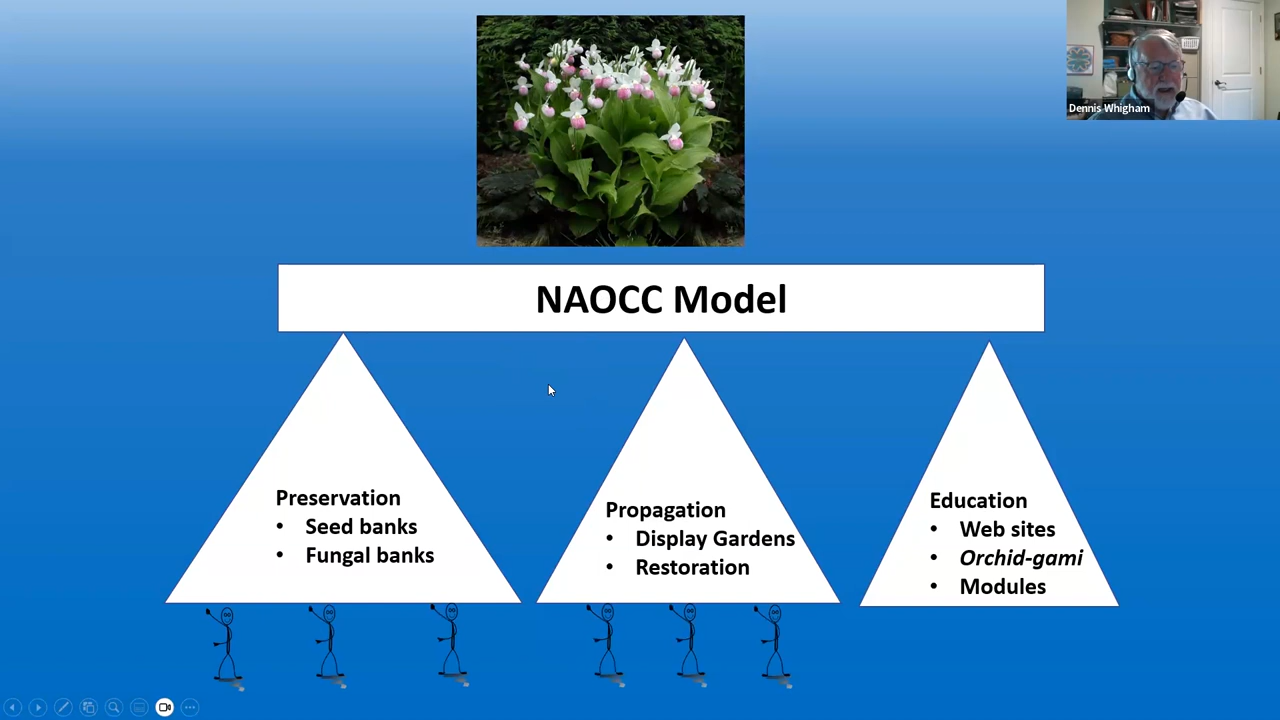 Dennis Whigham
NAOCC Model
Preservation
• Seed banks
• Fungal banks
Propagation
• Display Gardens
• Restoration
Education
• Web sites
• Orchid-gami
• Modules